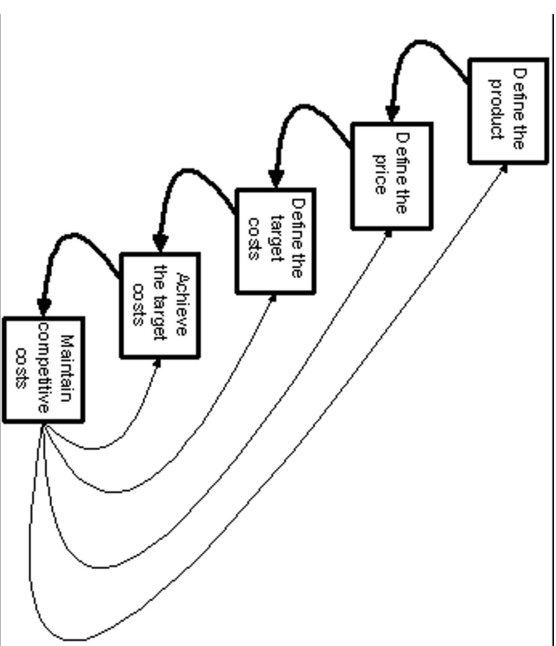 Define the
product
Define the
price
Define the
target
costs
Achieve
the target
costs
Maintain
competitive
costs